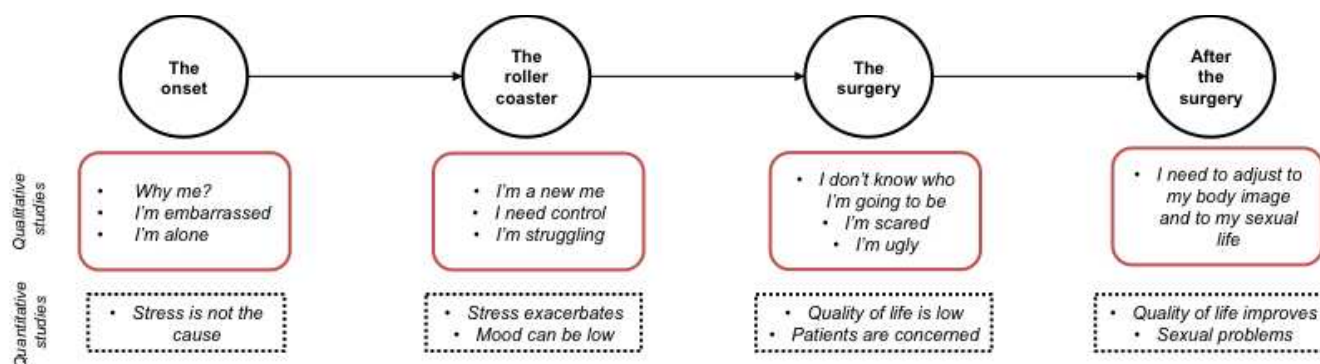 The
onset
The
roller
coaster
The
surgery
After
the
surgery
Qualitative
studies
• Why me?
• I'm embarrassed
• I'm alone
• I'm a new me
• I need control
• I'm struggling
• I don't know who
I'm going to be
• I'm scared
• I'm ugly
• I need to adjust to
my body image
and to my sexual
life
Quantitative
studies
• Stress is not the
cause
• Stress exacerbates
• Mood can be low
• Quality of life is low
• Patients are concerned
• Quality of life improves
• Sexual problems